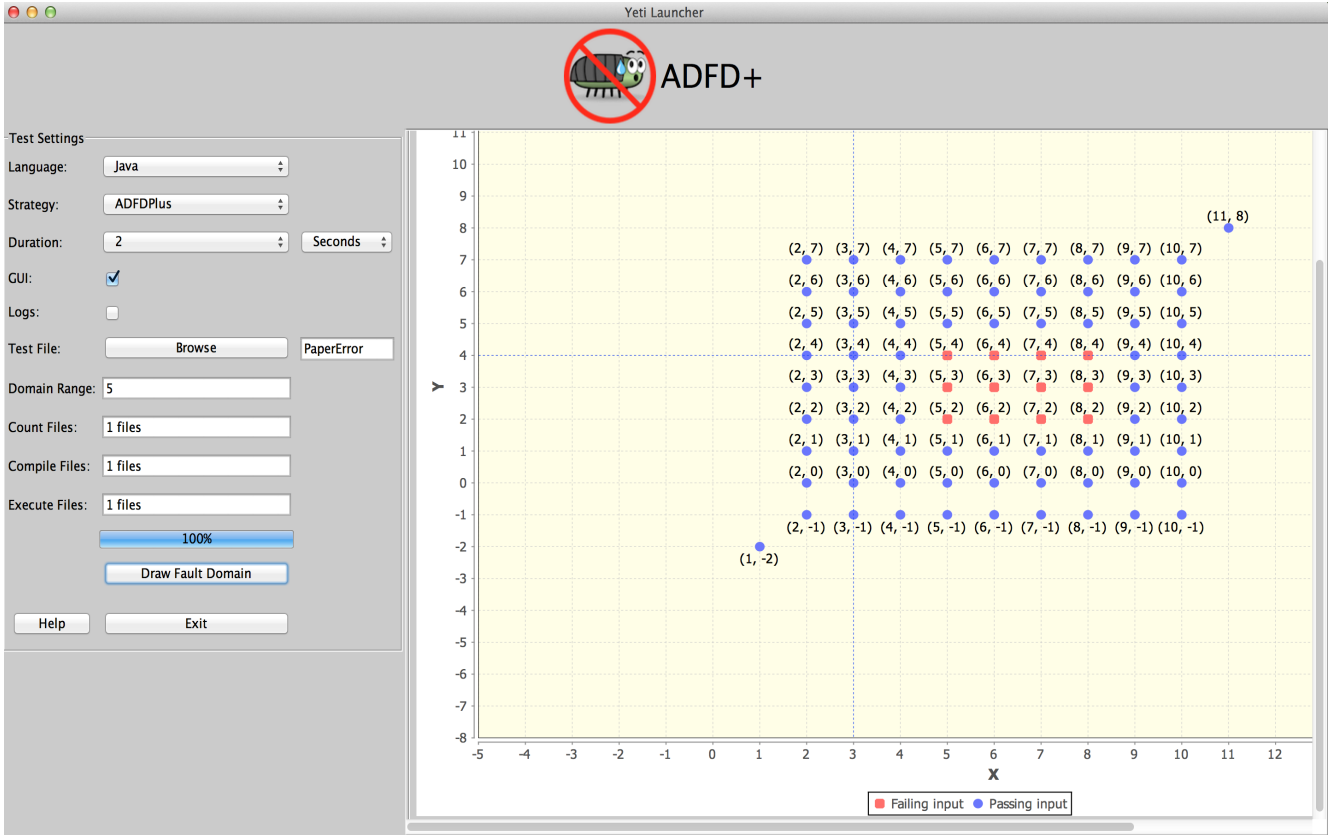 Yeti Launcher
ADFD+
Test Settings
Language: Java
Strategy: ADFDPlus
Duration: 2 Seconds
GUI:
Logs:
Test File: Browse PaperError
Domain Range: 5
Count Files: 1 files
Compile Files: 1 files
Execute Files: 1 files
100%
Draw Fault Domain
Help Exit
11
10
9
8 (11, 8)
(2, 7) (3, 7) (4, 7) (5, 7) (6, 7) (7, 7) (8, 7) (9, 7) (10, 7)
7
(2, 6) (3, 6) (4, 6) (5, 6) (6, 6) (7, 6) (8, 6) (9, 6) (10, 6)
6
(2, 5) (3, 5) (4, 5) (5, 5) (6, 5) (7, 5) (8, 5) (9, 5) (10, 5)
5
(2, 4) (3, 4) (4, 4) (5, 4) (6, 4) (7, 4) (8, 4) (9, 4) (10, 4)
4
(2, 3) (3, 3) (4, 3) (5, 3) (6, 3) (7, 3) (8, 3) (9, 3) (10, 3)
Y 3
(2, 2) (3, 2) (4, 2) (5, 2) (6, 2) (7, 2) (8, 2) (9, 2) (10, 2)
2
(2, 1) (3, 1) (4, 1) (5, 1) (6, 1) (7, 1) (8, 1) (9, 1) (10, 1)
1
(2, 0) (3, 0) (4, 0) (5, 0) (6, 0) (7, 0) (8, 0) (9, 0) (10, 0)
0
-1
(2, -1) (3, -1) (4, -1) (5, -1) (6, -1) (7, -1) (8, -1) (9, -1) (10, -1)
-2
(1, -2)
-3
-4
-5
-6
-7
-8
-5 -4 -3 -2 -1 0 1 2 3 4 5 6 7 8 9 10 11 12
X
Failing input Passing input